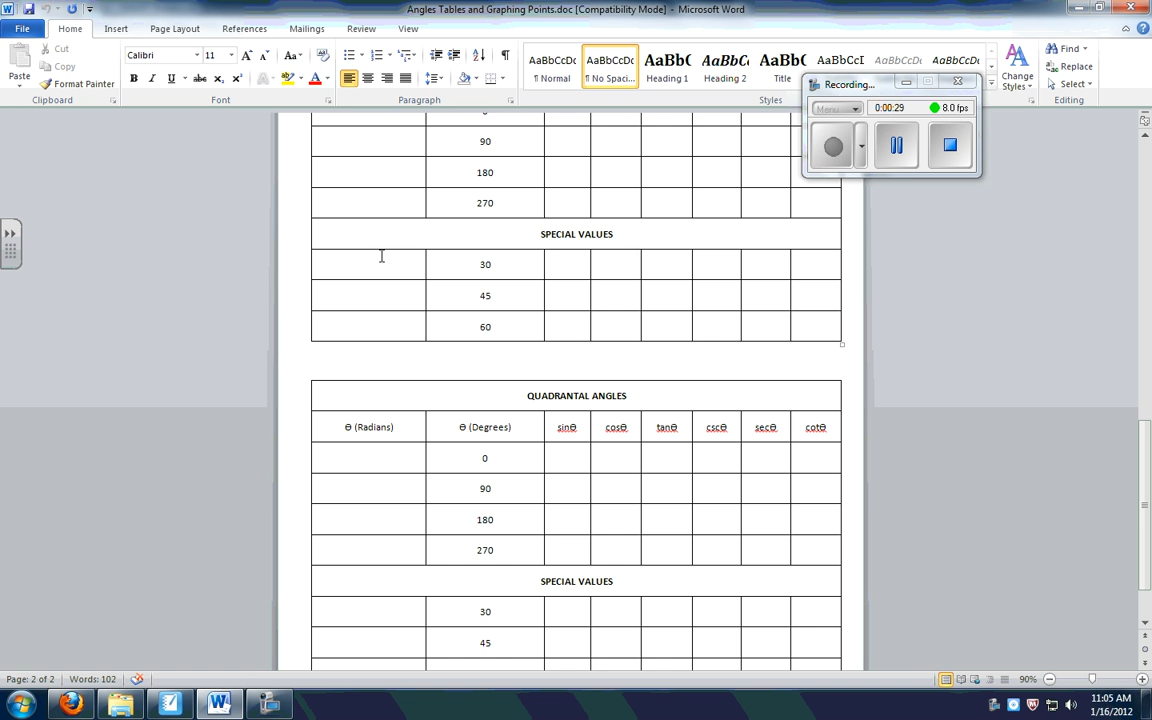 Angles Tables and Graphing Points.doc [Compatibility Mode] - Microsoft Word
File Home Insert Page Layout References Mailings Review View
Paste
Cut
Copy
Format Painter
Clipboard
Calibri 11
Font
Paragraph
AaBbCcDc
¶ Normal
AaBbCcDc
¶ No Spaci...
AaBbC
Heading 1
AaBbCc
Heading 2
AaBb
Title
AaBbCcI
AaBbCcDc
AaBbCcDc
Styles
Change
Styles
Find
Replace
Select
Editing
Recording...
Menu 0:00:29 8.0 fps
90
180
270
SPECIAL VALUES
30
45
60
QUADRANTAL ANGLES
Θ (Radians) Θ (Degrees) sinΘ cosΘ tanΘ cscΘ secΘ cotΘ
0
90
180
270
SPECIAL VALUES
30
45
Page: 2 of 2 Words: 102 90%
11:05 AM
1/16/2012